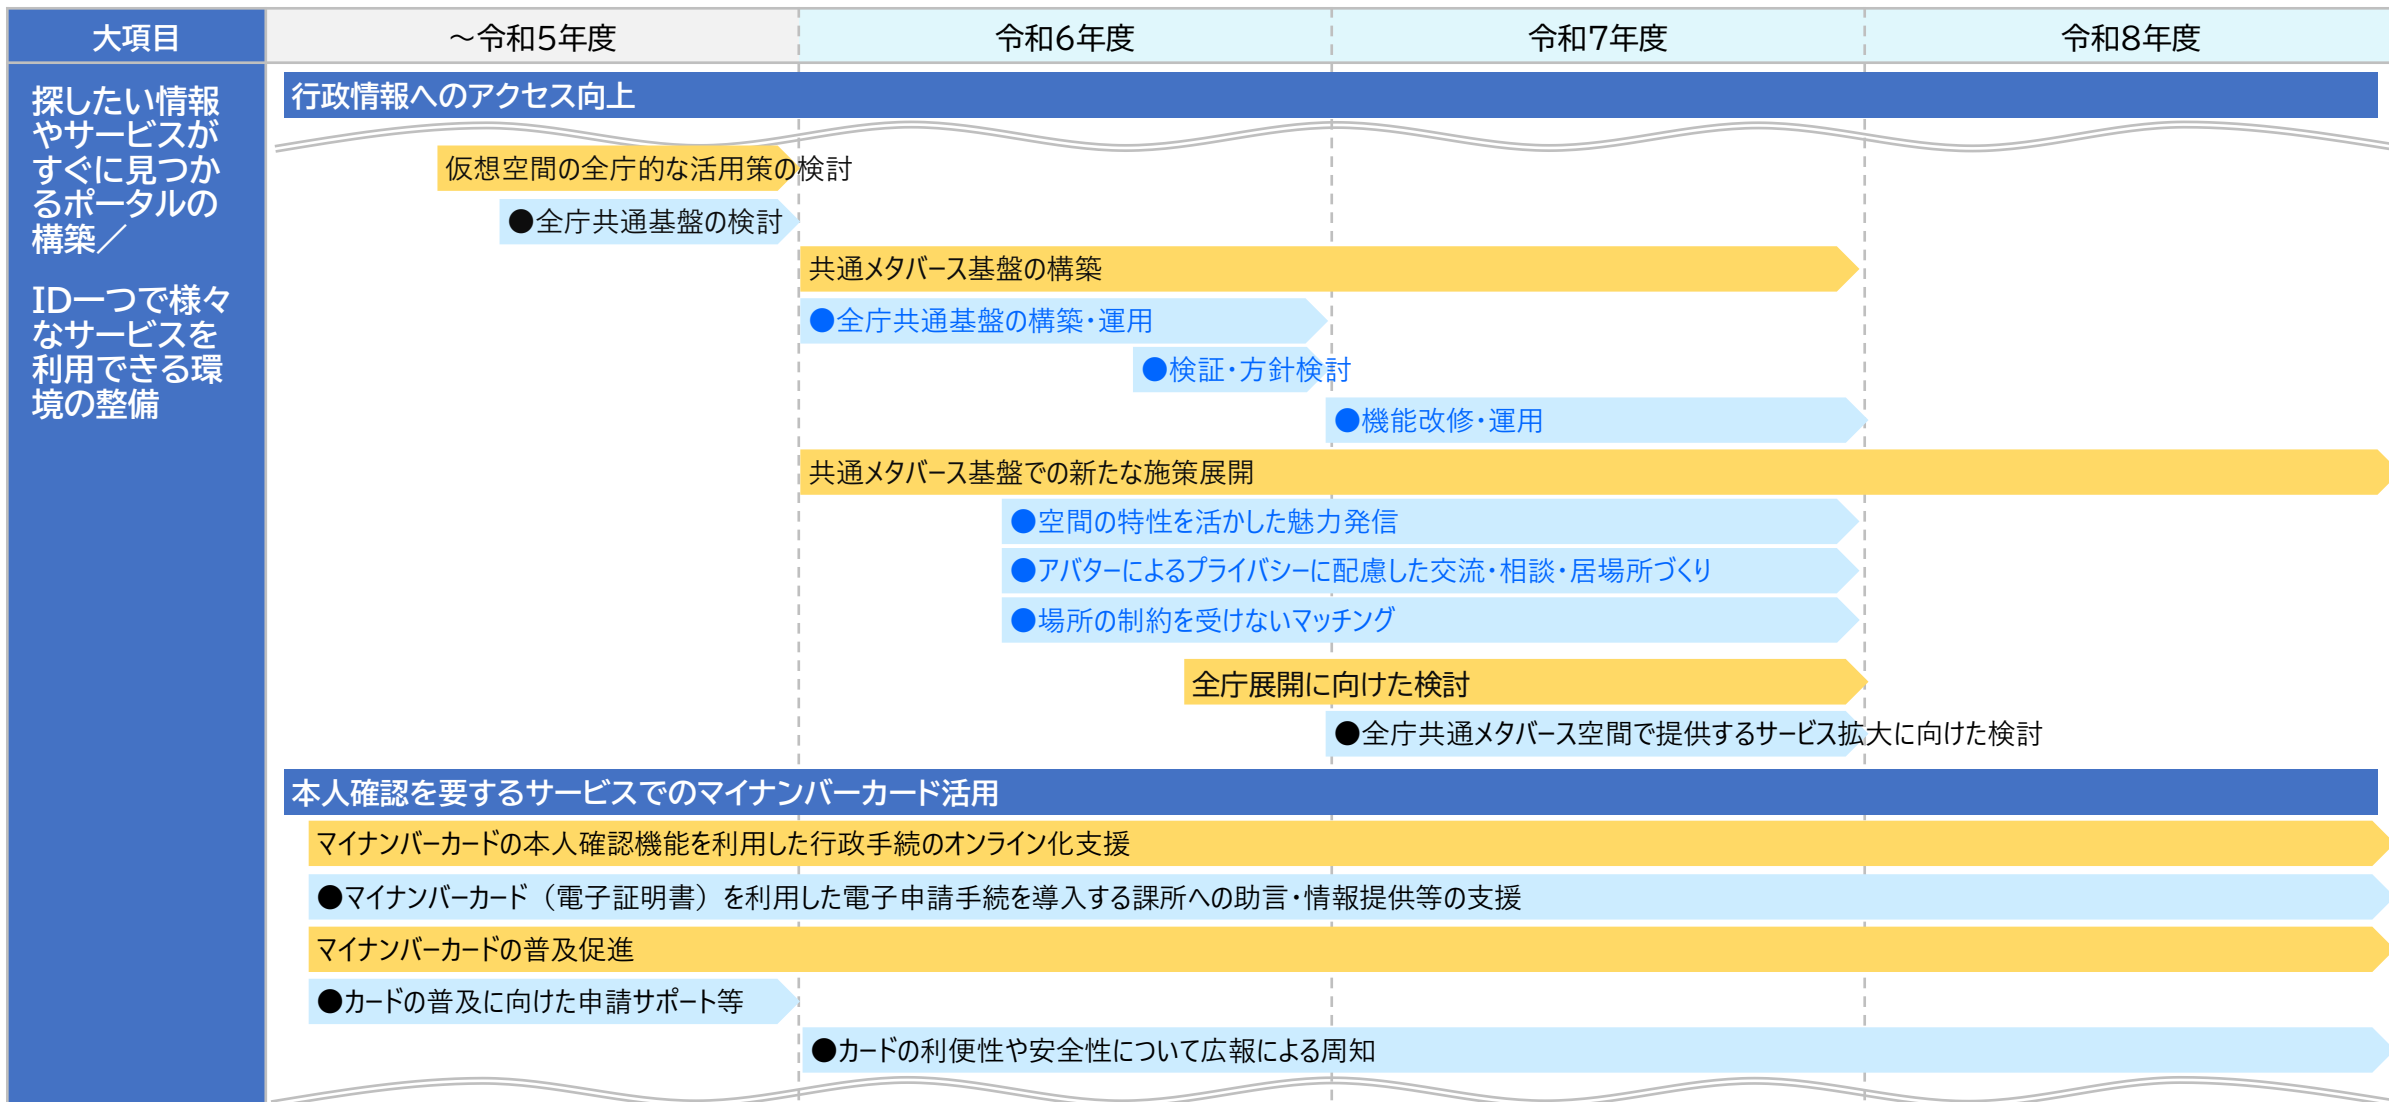 大項目
～令和5年度
令和6年度
令和7年度
令和8年度
探したい情報
やサービスが
すぐに見つか
るポータルの
構築／
ID一つで様々
なサービスを
利用できる環
境の整備
行政情報へのアクセス向上
仮想空間の全庁的な活用策の検討
●全庁共通基盤の検討
共通メタバース基盤の構築
●全庁共通基盤の構築・運用
●検証・方針検討
●機能改修・運用
共通メタバース基盤での新たな施策展開
●空間の特性を活かした魅力発信
●アバターによるプライバシーに配慮した交流・相談・居場所づくり
●場所の制約を受けないマッチング
全庁展開に向けた検討
●全庁共通メタバース空間で提供するサービス拡大に向けた検討
本人確認を要するサービスでのマイナンバーカード活用
マイナンバーカードの本人確認機能を利用した行政手続のオンライン化支援
●マイナンバーカード（電子証明書）を利用した電子申請手続を導入する課所への助言・情報提供等の支援
マイナンバーカードの普及促進
●カードの普及に向けた申請サポート等
●カードの利便性や安全性について広報による周知